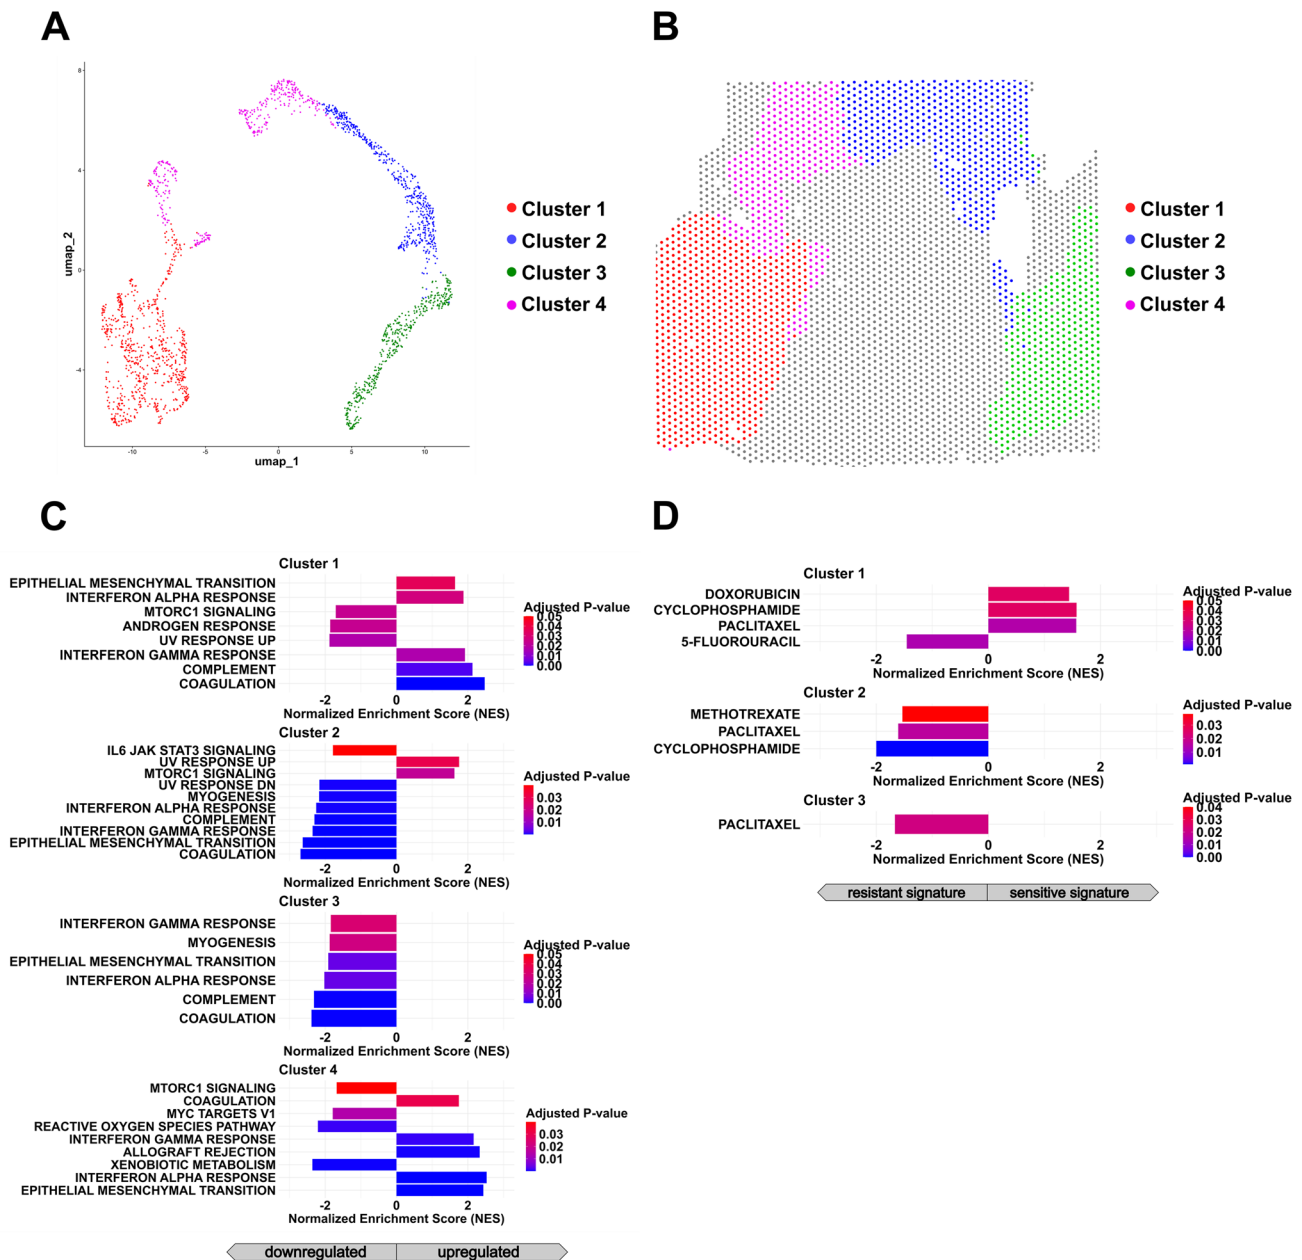 A
8
4
0
-4
umap_2
-10
-5
0
5
10
umap_1
Cluster 1
Cluster 2
Cluster 3
Cluster 4
B
Cluster 1
Cluster 2
Cluster 3
Cluster 4
C
Cluster 1
EPITHELIAL MESENCHYMAL TRANSITION
INTERFERON ALPHA RESPONSE
MTORC1 SIGNALING
ANDROGEN RESPONSE
UV RESPONSE UP
INTERFERON GAMMA RESPONSE
COMPLEMENT
COAGULATION
-2 0 2
Normalized Enrichment Score (NES)
Adjusted P-value
0.05
0.04
0.03
0.02
0.01
0.00
Cluster 2
IL6 JAK STAT3 SIGNALING
UV RESPONSE UP
MTORC1 SIGNALING
UV RESPONSE DN
MYOGENESIS
INTERFERON ALPHA RESPONSE
COMPLEMENT
INTERFERON GAMMA RESPONSE
EPITHELIAL MESENCHYMAL TRANSITION
COAGULATION
-2 0 2
Normalized Enrichment Score (NES)
Adjusted P-value
0.03
0.02
0.01
Cluster 3
INTERFERON GAMMA RESPONSE
MYOGENESIS
EPITHELIAL MESENCHYMAL TRANSITION
INTERFERON ALPHA RESPONSE
COMPLEMENT
COAGULATION
-2 0 2
Normalized Enrichment Score (NES)
Adjusted P-value
0.05
0.04
0.03
0.02
0.01
0.00
Cluster 4
MTORC1 SIGNALING
COAGULATION
MYC TARGETS V1
REACTIVE OXYGEN SPECIES PATHWAY
INTERFERON GAMMA RESPONSE
ALLOGRAFT REJECTION
XENOBIOTIC METABOLISM
INTERFERON ALPHA RESPONSE
EPITHELIAL MESENCHYMAL TRANSITION
-2 0 2
Normalized Enrichment Score (NES)
Adjusted P-value
0.03
0.02
0.01
downregulated upregulated
D
Cluster 1
DOXORUBICIN
CYCLOPHOSPHAMIDE
PACLITAXEL
5-FLUOROURACIL
-2 0 2
Normalized Enrichment Score (NES)
Adjusted P-value
0.05
0.04
0.03
0.02
0.01
0.00
Cluster 2
METHOTREXATE
PACLITAXEL
CYCLOPHOSPHAMIDE
-2 0 2
Normalized Enrichment Score (NES)
Adjusted P-value
0.03
0.02
0.01
Cluster 3
PACLITAXEL
-2 0 2
Normalized Enrichment Score (NES)
Adjusted P-value
0.04
0.03
0.02
0.01
0.00
resistant signature sensitive signature